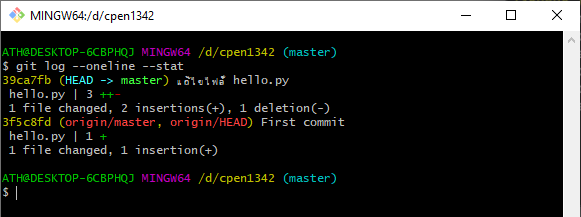 MINGW64:/d/cpen1342
ATH@DESKTOP-6CBPHQJ MINGW64 /d/cpen1342 (master)
$ git log --oneline --stat
39ca7fb (HEAD -> master) แก้ไขไฟล์ hello.py
 hello.py | 3 ++-
 1 file changed, 2 insertions(+), 1 deletion(-)
3f5c8fd (origin/master, origin/HEAD) First commit
 hello.py | 1 +
 1 file changed, 1 insertion(+)
ATH@DESKTOP-6CBPHQJ MINGW64 /d/cpen1342 (master)
$